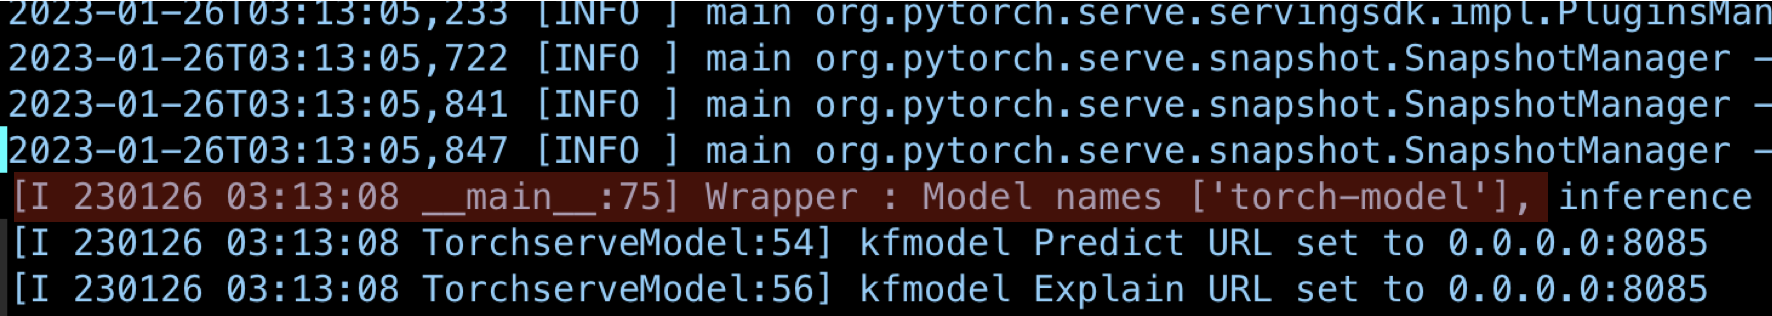 2023-01-26T03:13:05,233 [INFO ] main org.pytorch.serve.servingsdk.impl.PluginsMan
2023-01-26T03:13:05,722 [INFO ] main org.pytorch.serve.snapshot.SnapshotManager –
2023-01-26T03:13:05,841 [INFO ] main org.pytorch.serve.snapshot.SnapshotManager –
2023-01-26T03:13:05,847 [INFO ] main org.pytorch.serve.snapshot.SnapshotManager –
[I 230126 03:13:08 __main__:75] Wrapper : Model names ['torch-model'], inference
[I 230126 03:13:08 TorchserveModel:54] kfmodel Predict URL set to 0.0.0.0:8085
[I 230126 03:13:08 TorchserveModel:56] kfmodel Explain URL set to 0.0.0.0:8085